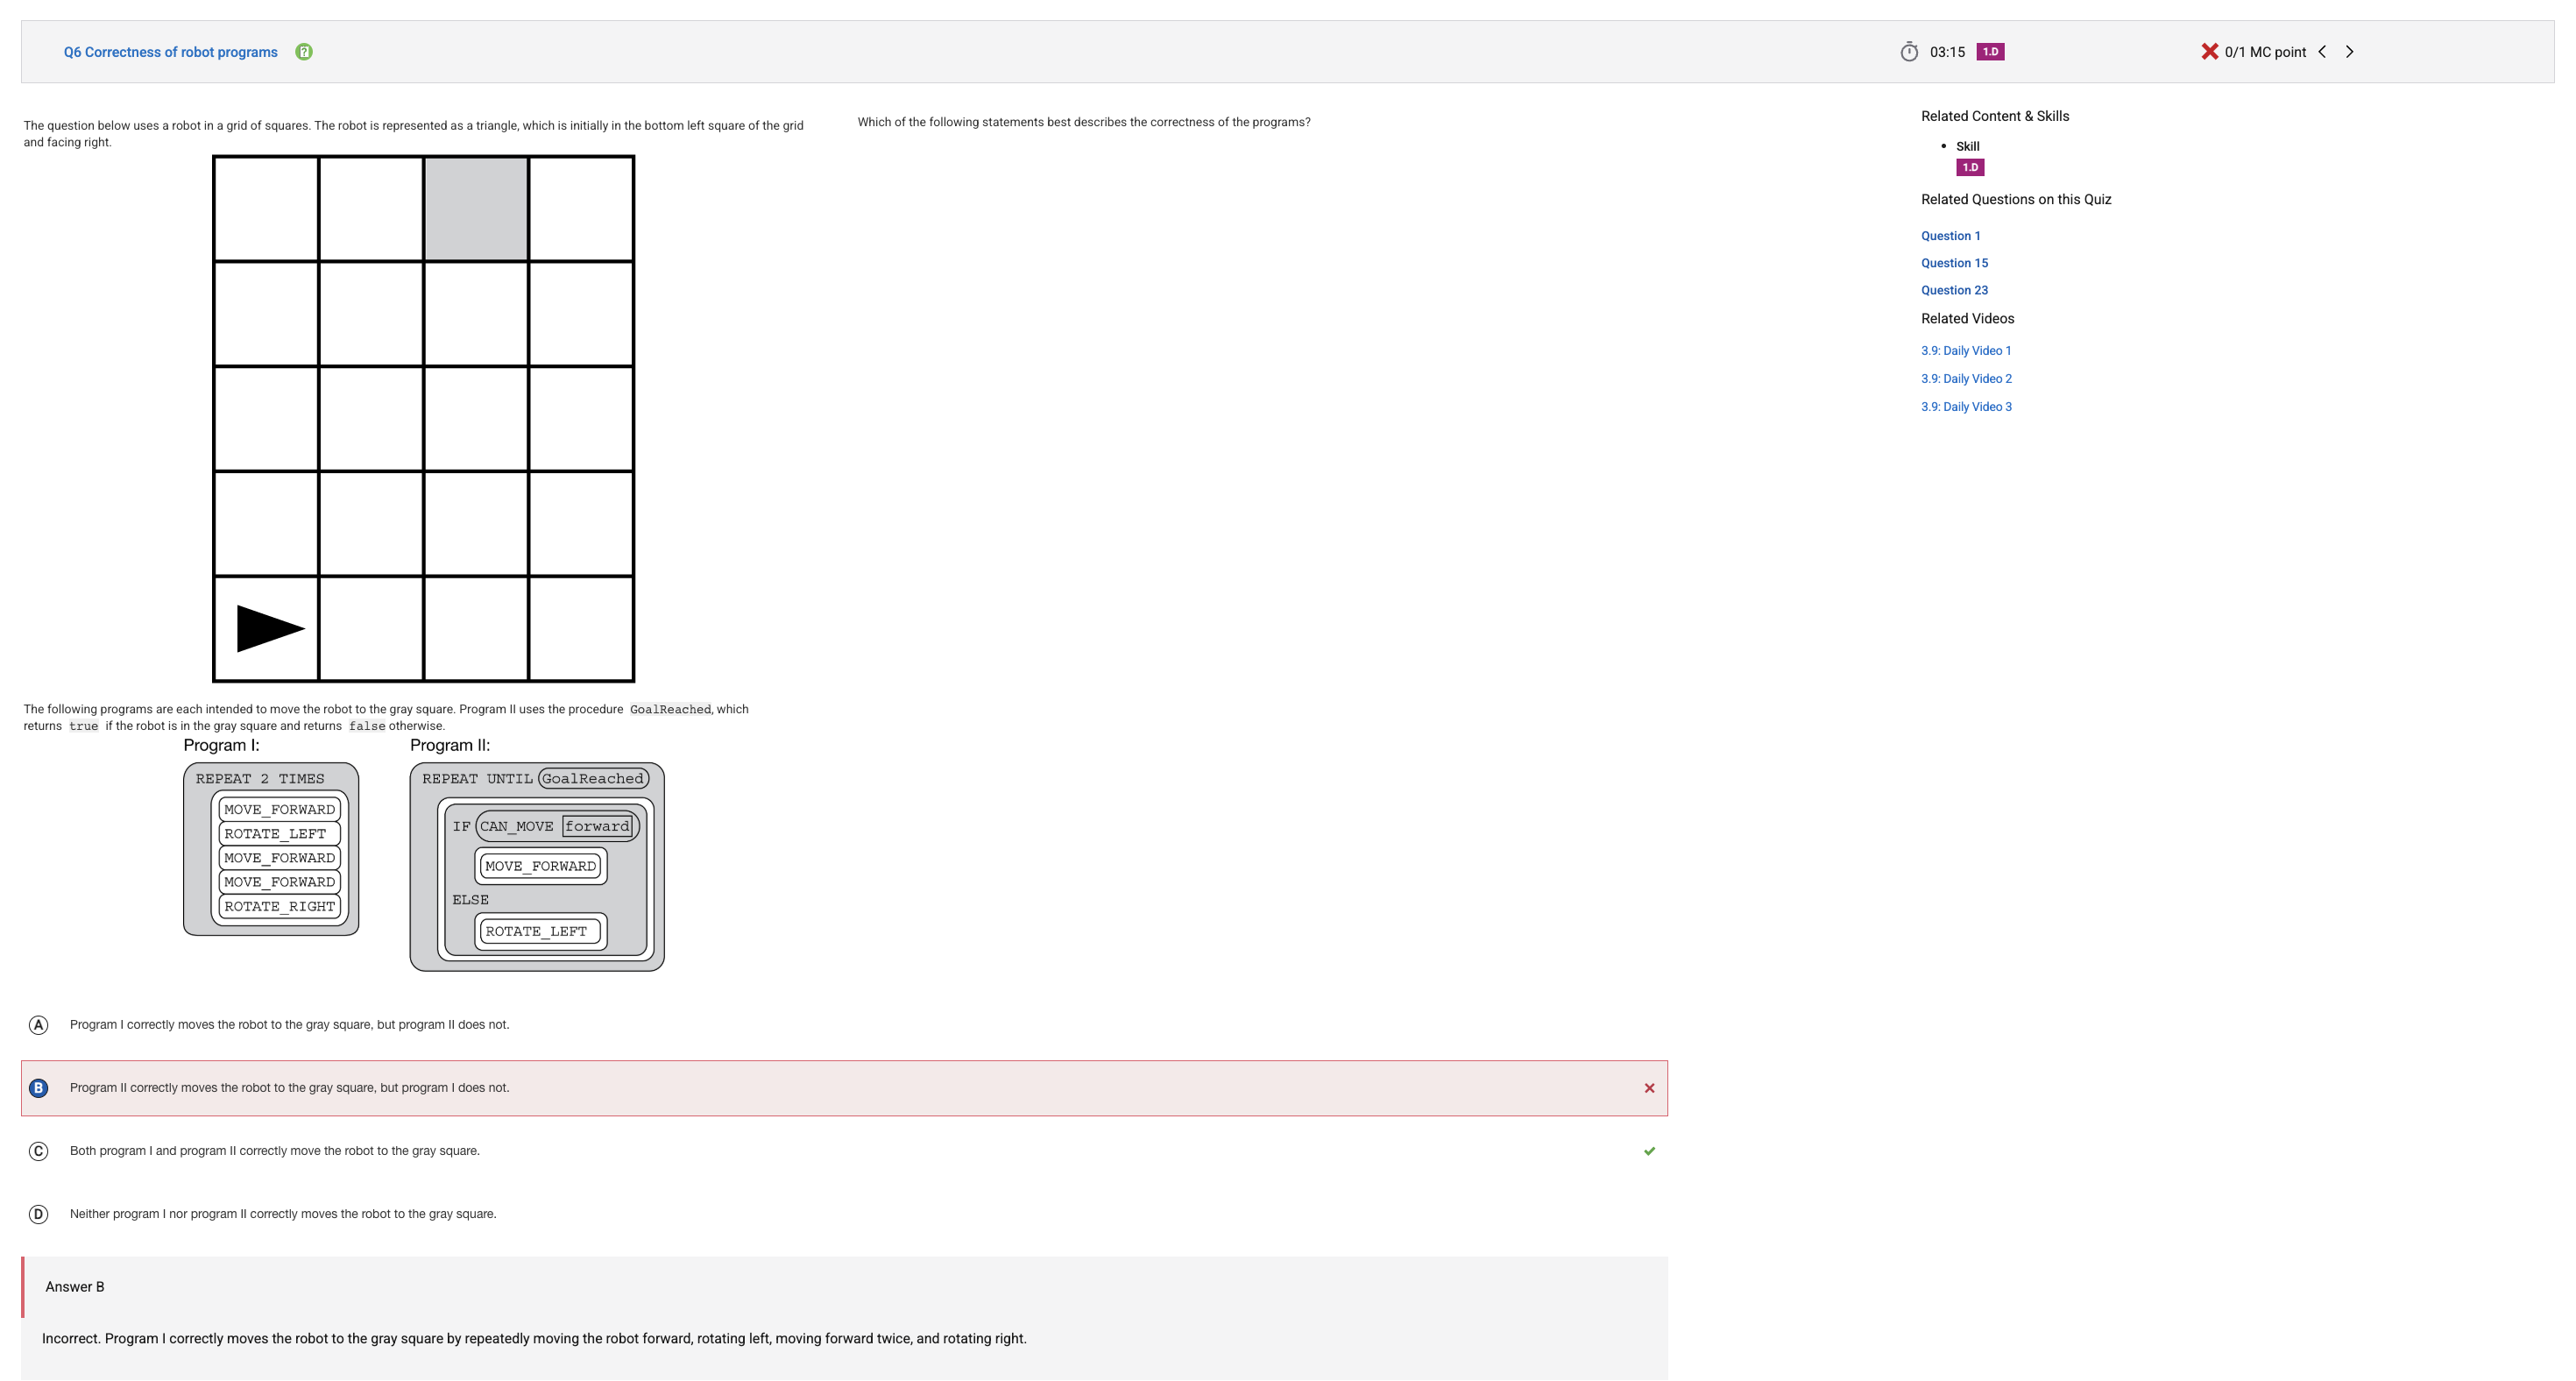 Q6 Correctness of robot programs
03:15 1.D
0/1 MC point
The question below uses a robot in a grid of squares. The robot is represented as a triangle, which is initially in the bottom left square of the grid
and facing right.
The following programs are each intended to move the robot to the gray square. Program II uses the procedure GoalReached, which
returns true if the robot is in the gray square and returns false otherwise.
Program I:
REPEAT 2 TIMES
MOVE_FORWARD
ROTATE_LEFT
MOVE_FORWARD
MOVE_FORWARD
ROTATE_RIGHT
Program II:
REPEAT UNTIL GoalReached
IF CAN_MOVE forward
MOVE_FORWARD
ELSE
ROTATE_LEFT
Which of the following statements best describes the correctness of the programs?
A Program I correctly moves the robot to the gray square, but program II does not.
B Program II correctly moves the robot to the gray square, but program I does not.
C Both program I and program II correctly move the robot to the gray square.
D Neither program I nor program II correctly moves the robot to the gray square.
Answer B
Incorrect. Program I correctly moves the robot to the gray square by repeatedly moving the robot forward, rotating left, moving forward twice, and rotating right.
Related Content & Skills
Skill
1.D
Related Questions on this Quiz
Question 1
Question 15
Question 23
Related Videos
3.9: Daily Video 1
3.9: Daily Video 2
3.9: Daily Video 3